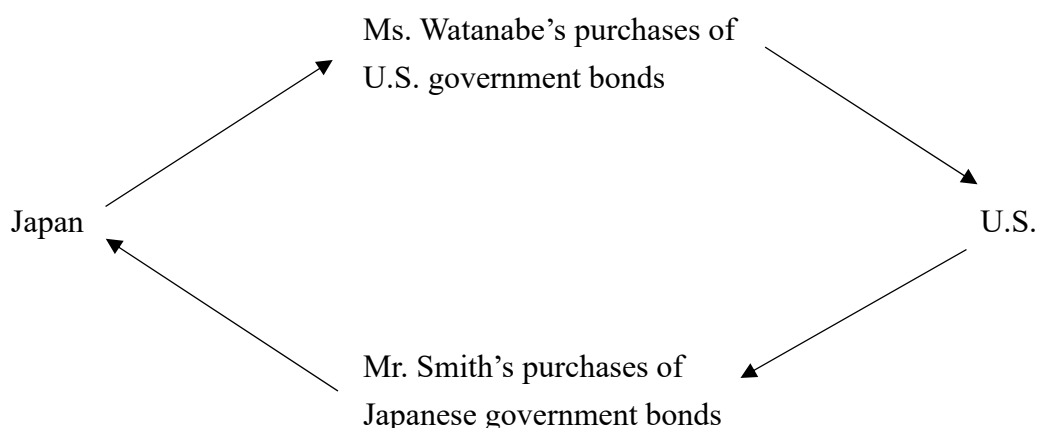 Ms. Watanabe’s purchases of
U.S. government bonds
Japan
U.S.
Mr. Smith’s purchases of
Japanese government bonds